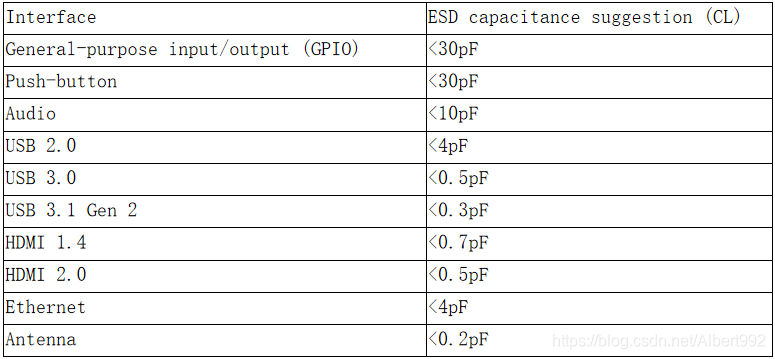 Interface ESD capacitance suggestion (CL)
General-purpose input/output (GPIO) <30pF
Push-button <30pF
Audio <10pF
USB 2.0 <4pF
USB 3.0 <0.5pF
USB 3.1 Gen 2 <0.3pF
HDMI 1.4 <0.7pF
HDMI 2.0 <0.5pF
Ethernet <4pF
Antenna <0.2pF
https://blog.csdn.net/Albert992